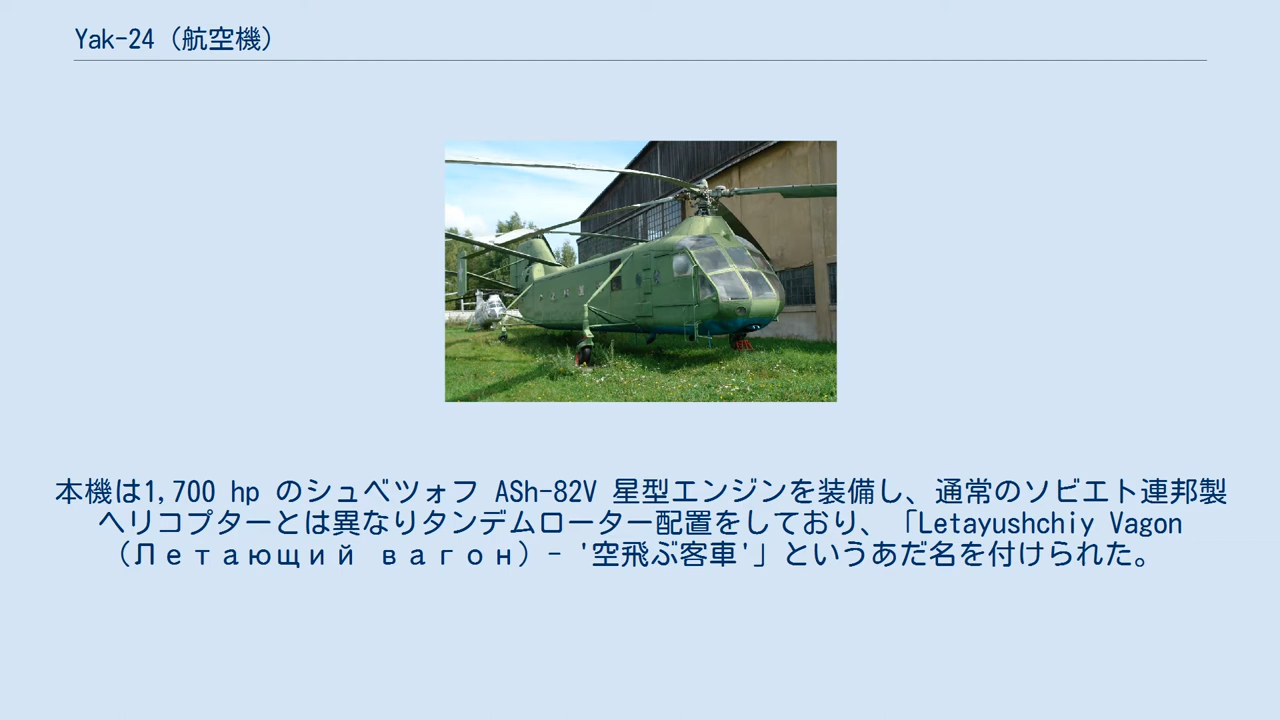 Yak-24（航空機）
本機は1,700 hp のシュベツォフ ASh-82V 星型エンジンを装備し、通常のソビエト連邦製
ヘリコプターとは異なりタンデムローター配置をしており、「Letayushchiy Vagon
（Летающий вагон）- '空飛ぶ客車'」というあだ名を付けられた。